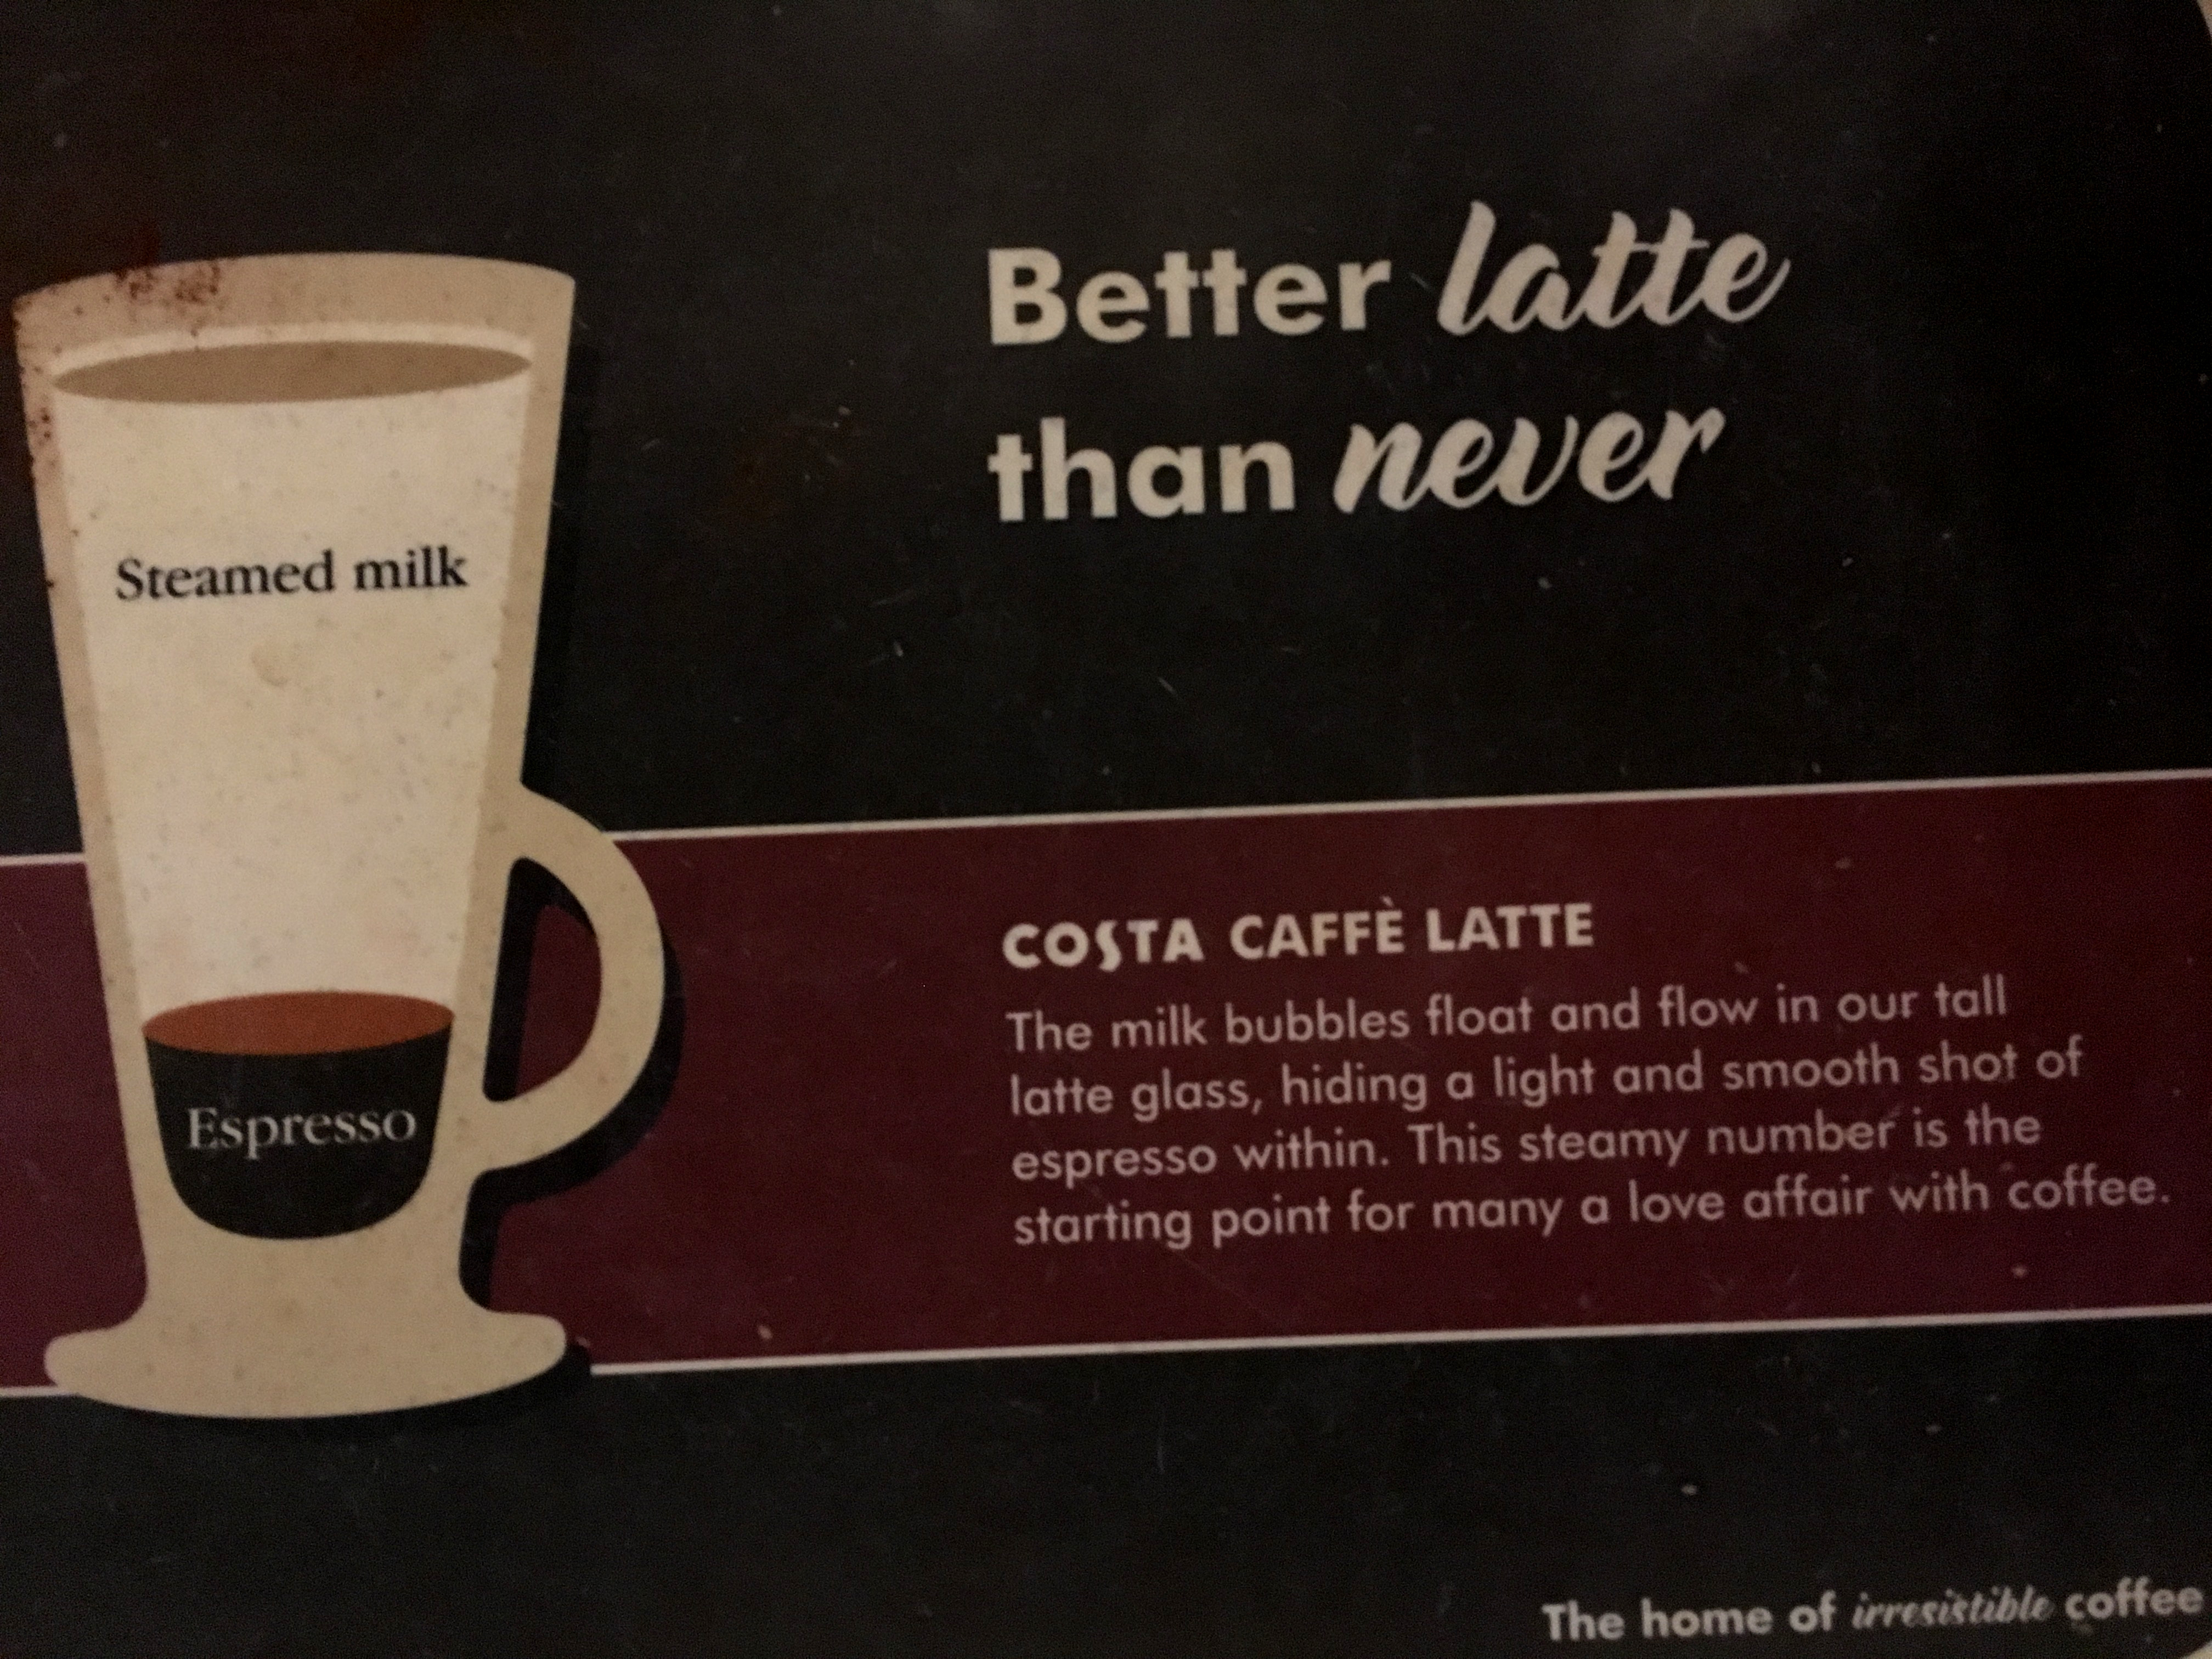 Better latte
than never
Steamed milk
Espresso
COSTA CAFFÈ LATTE
The milk bubbles float and flow in our tall
latte glass, hiding a light and smooth shot of
espresso within. This steamy number is the
starting point for many a love affair with coffee.
The home of irresistible coffee